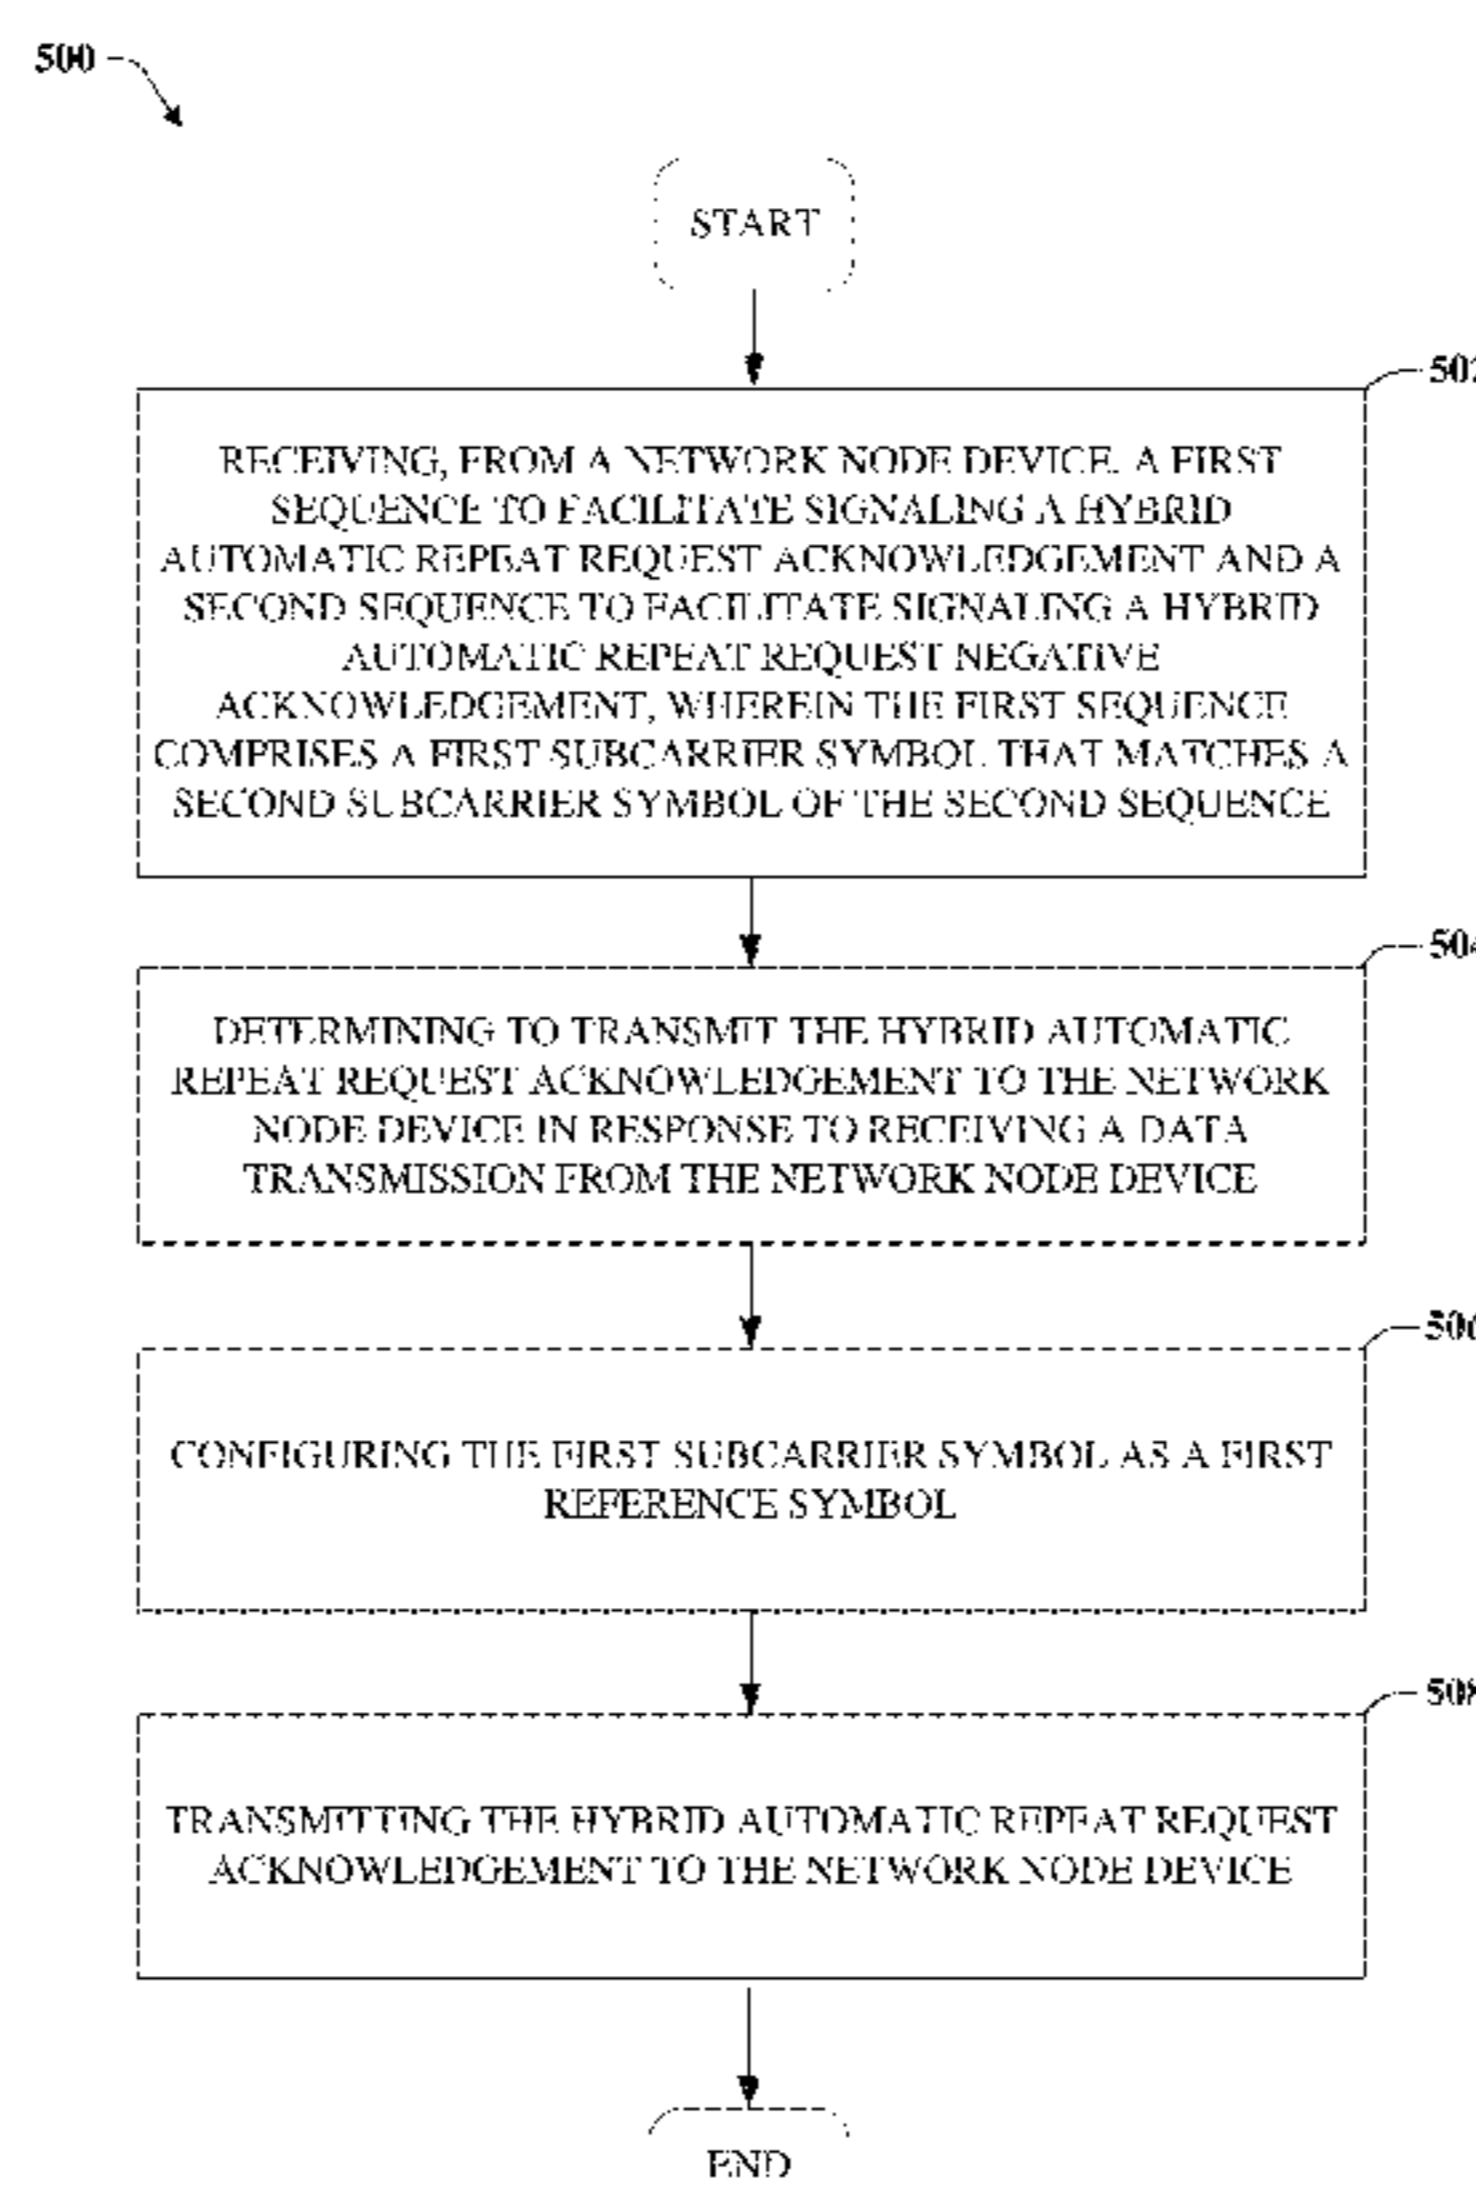 500
START
502
RECEIVING, FROM A NETWORK NODE DEVICE, A FIRST
SEQUENCE TO FACILITATE SIGNALING A HYBRID
AUTOMATIC REPEAT REQUEST ACKNOWLEDGEMENT AND A
SECOND SEQUENCE TO FACILITATE SIGNALING A HYBRID
AUTOMATIC REPEAT REQUEST NEGATIVE
ACKNOWLEDGEMENT, WHEREIN THE FIRST SEQUENCE
COMPRISES A FIRST SUBCARRIER SYMBOL THAT MATCHES A
SECOND SUBCARRIER SYMBOL OF THE SECOND SEQUENCE
504
DETERMINING TO TRANSMIT THE HYBRID AUTOMATIC
REPEAT REQUEST ACKNOWLEDGEMENT TO THE NETWORK
NODE DEVICE IN RESPONSE TO RECEIVING A DATA
TRANSMISSION FROM THE NETWORK NODE DEVICE
506
CONFIGURING THE FIRST SUBCARRIER SYMBOL AS A FIRST
REFERENCE SYMBOL
508
TRANSMITTING THE HYBRID AUTOMATIC REPEAT REQUEST
ACKNOWLEDGEMENT TO THE NETWORK NODE DEVICE
END